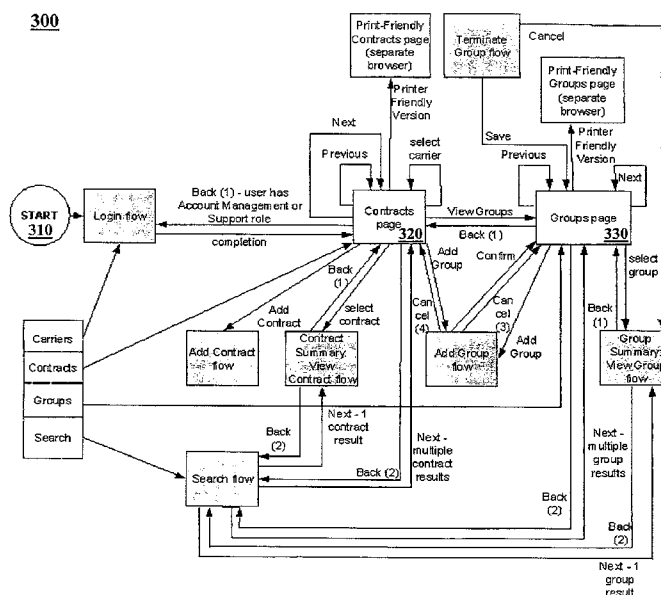 300
Print-Friendly
Contracts page
(separate
browser)
Terminate
Group flow
Cancel
Print-Friendly
Groups page
(separate
browser)
Printer
Friendly
Version
Next
Previous
select
carrier
Save
Printer
Friendly
Version
Previous
Next
START
310
Login flow
Back (1) - user has
Account Management or
Support role
completion
Contracts
page
320
View Groups
Back (1)
Groups page
330
Add
Group
Confirm
select
group
Back
(1)
select
contract
Add
Contract
Can
cel
(4)
Can
cel
(3)
Add
Group
Back
(1)
Carriers
Contracts
Groups
Search
Add Contract
flow
Contract
Summary:
View
Contract flow
Add Group
flow
Group
Summary:
View Group
flow
Back
(2)
Next - 1
contract
result
Next -
multiple
contract
results
Next -
multiple
group
results
Search flow
Back (2)
Back
(2)
Back
(2)
Next - 1
group
result